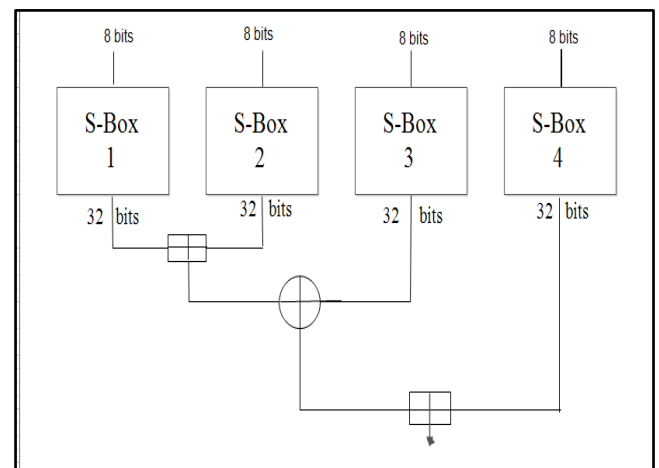 8 bits
8 bits
8 bits
8 bits
S-Box
1
S-Box
2
S-Box
3
S-Box
4
32 bits
32 bits
32 bits
32 bits